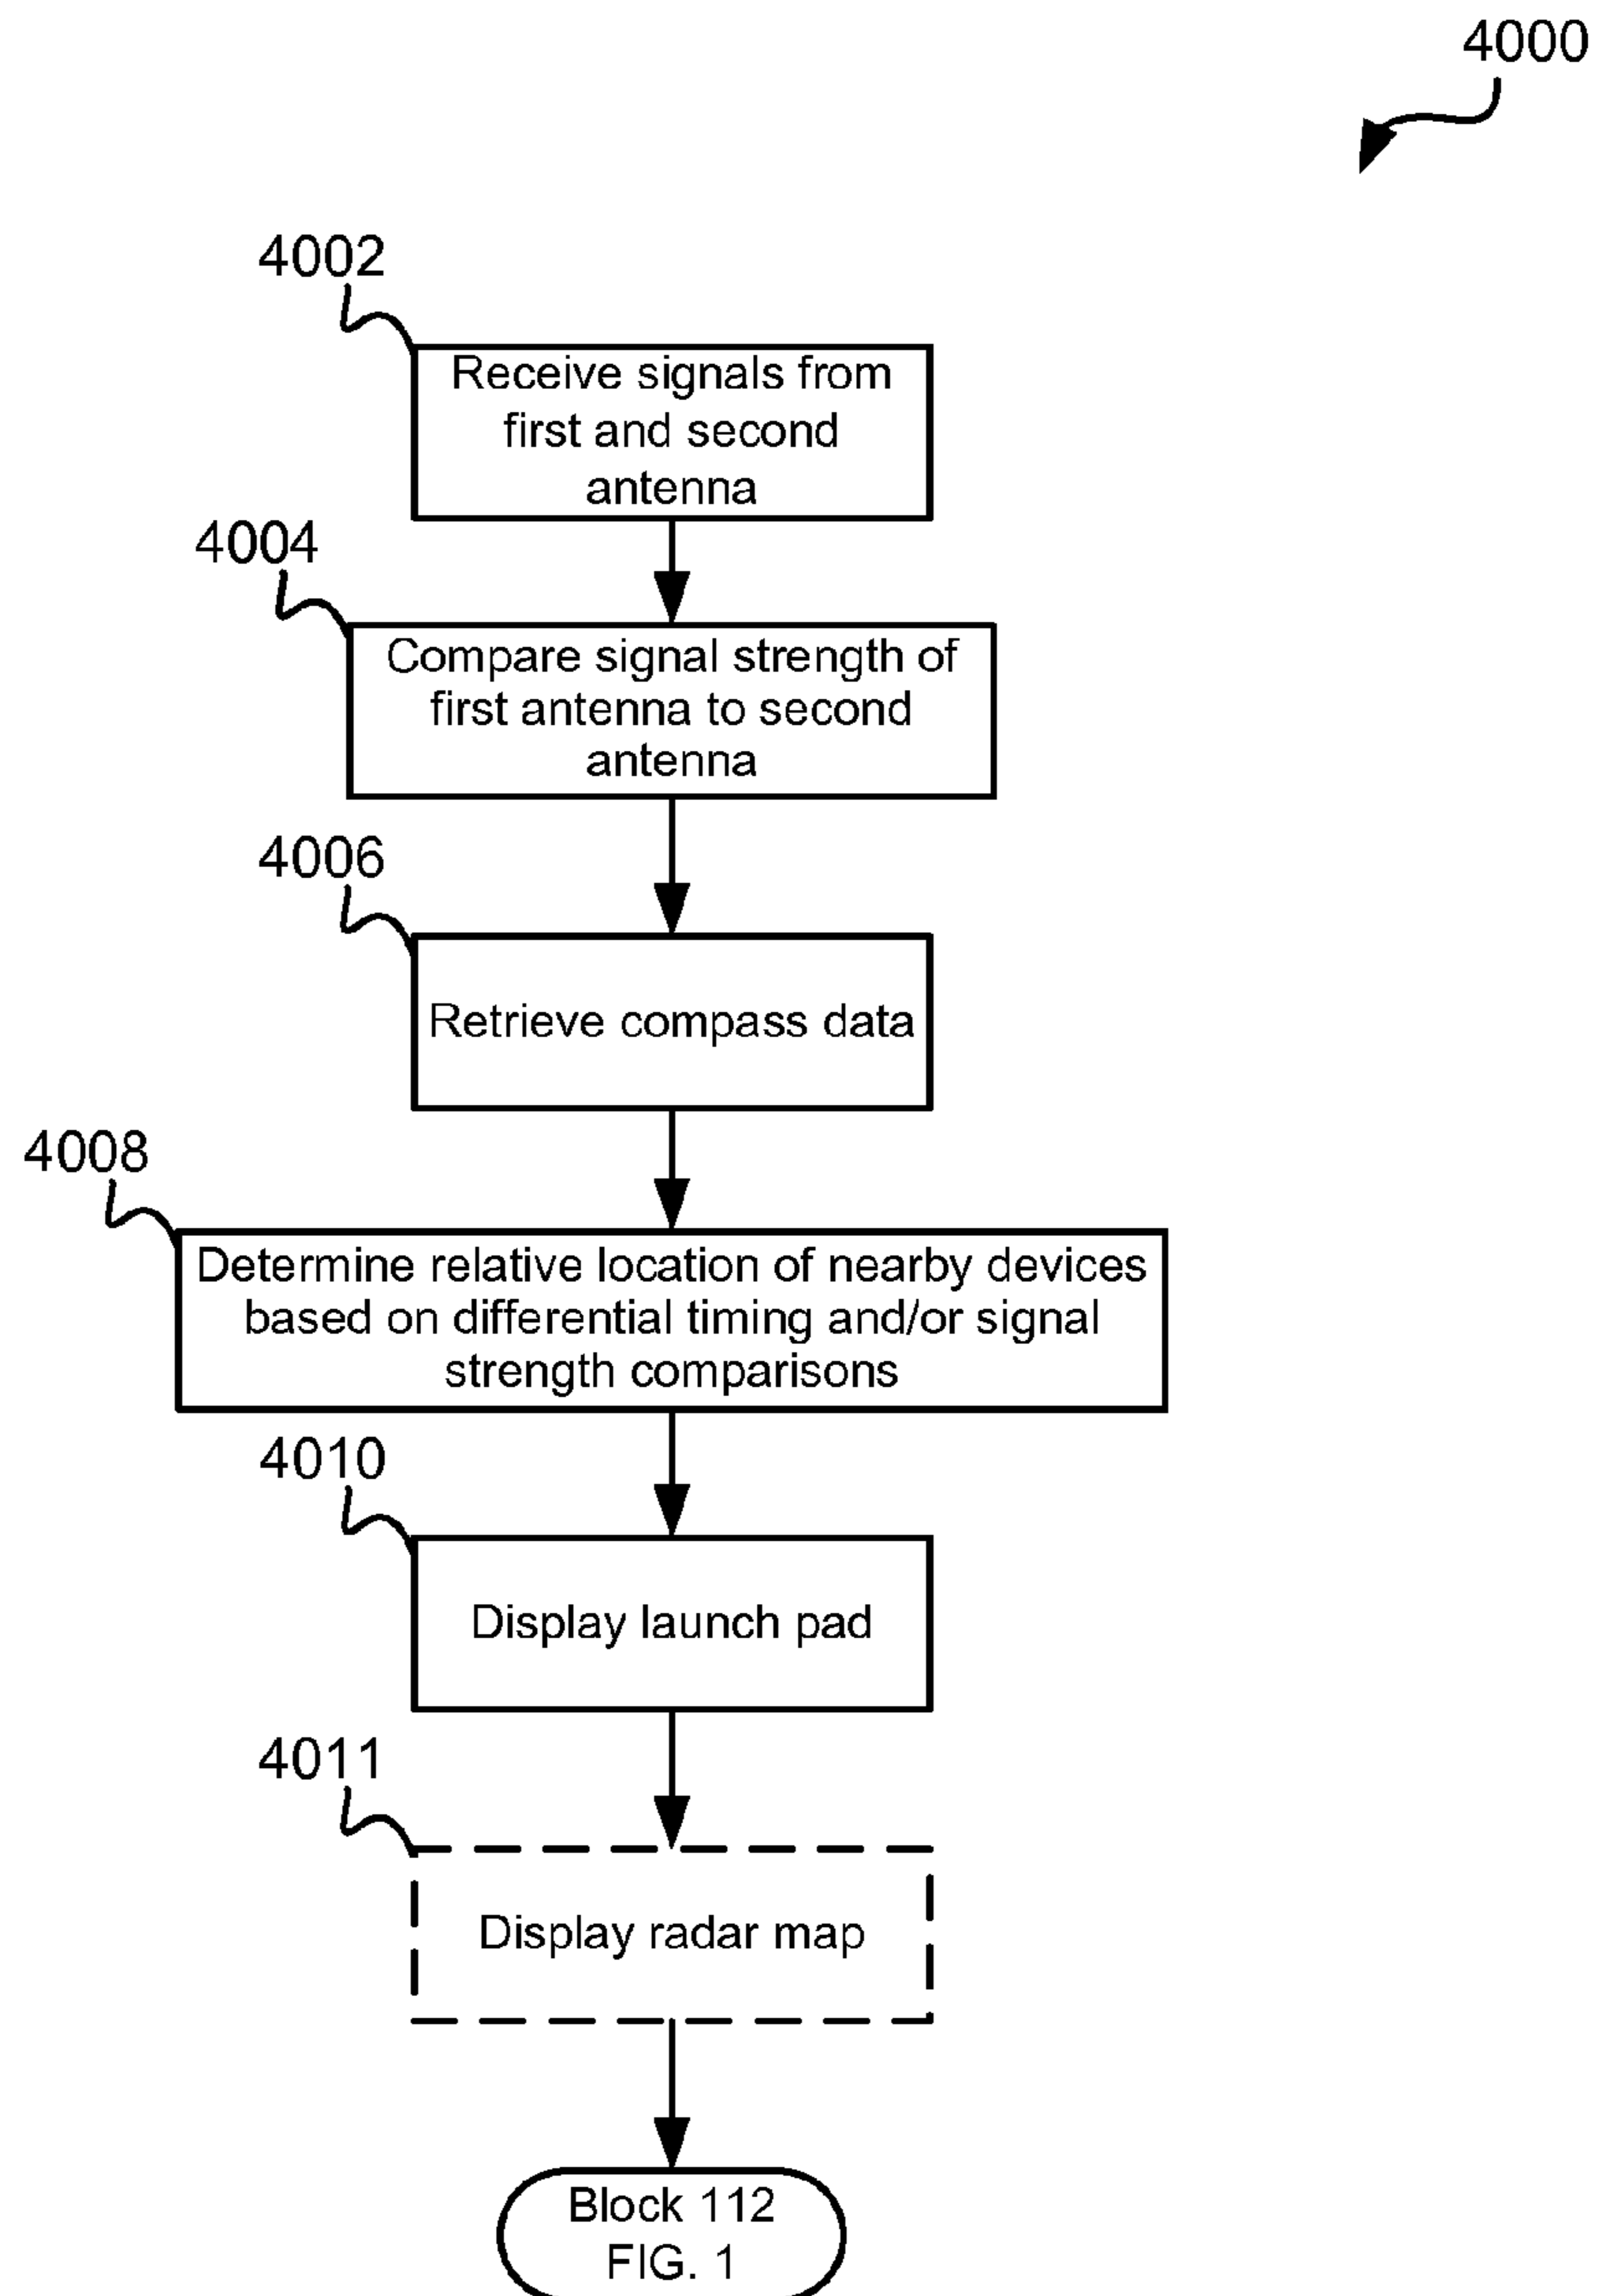 4000
4002
Receive signals from
first and second
antenna
4004
Compare signal strength of
first antenna to second
antenna
4006
Retrieve compass data
4008
Determine relative location of nearby devices
based on differential timing and/or signal
strength comparisons
4010
Display launch pad
4011
Display radar map
Block 112
FIG. 1